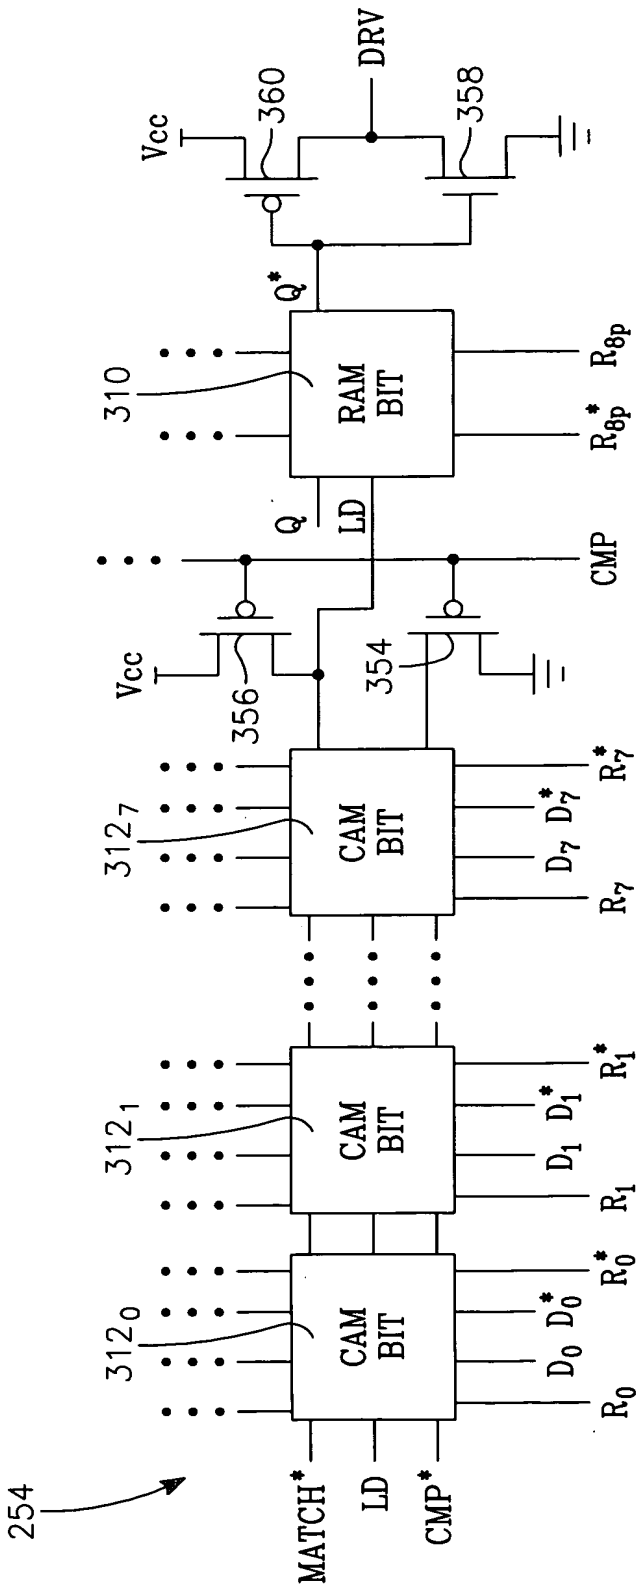 254
312₀
312₁
312₇
Vcc
356
354
310
Vcc
360
358
MATCH*
LD
CMP*
CAM
BIT
CAM
BIT
CAM
BIT
Q
LD
RAM
BIT
Q*
DRV
R₀
D₀
D₀*
R₀*
R₁
D₁
D₁*
R₁*
R₇
D₇
D₇*
R₇*
CMP
R₈ₚ*
R₈ₚ